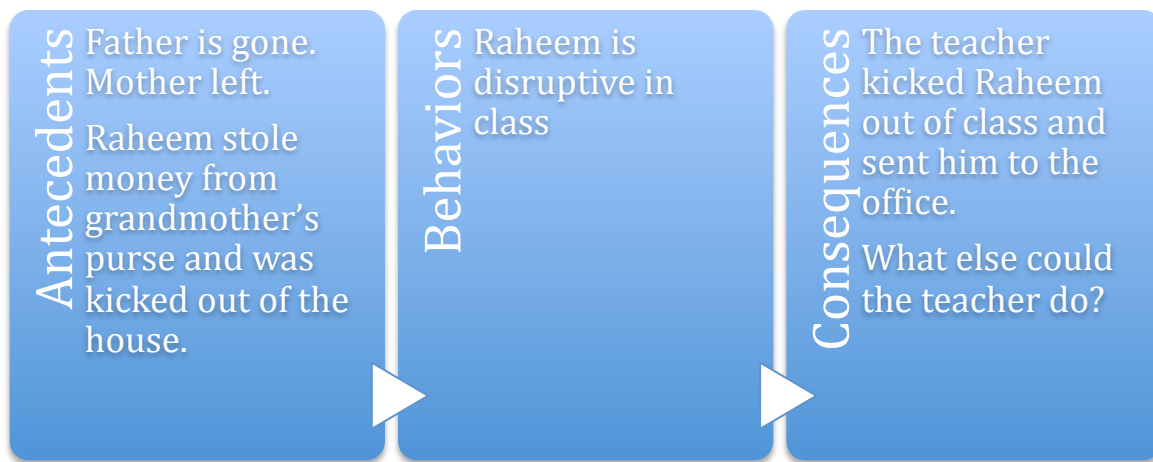 Antecedents
Father is gone.
Mother left.
Raheem stole
money from
grandmother’s
purse and was
kicked out of the
house.
Behaviors
Raheem is
disruptive in
class
Consequences
The teacher
kicked Raheem
out of class and
sent him to the
office.
What else could
the teacher do?